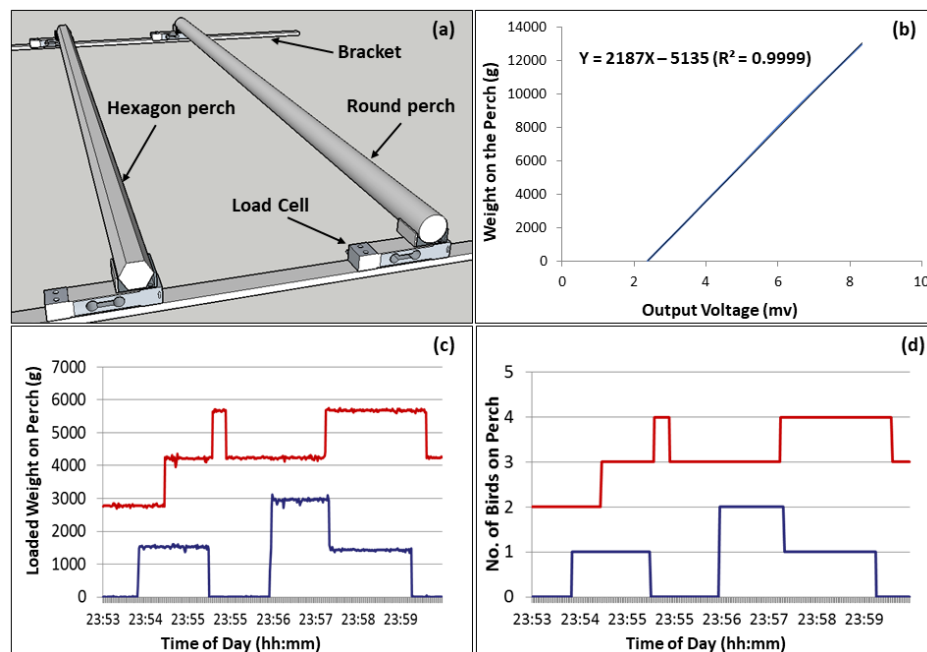 (a)
Bracket
Hexagon perch
Round perch
Load Cell
(b)
Y = 2187X – 5135 (R² = 0.9999)
Weight on the Perch (g)
14000
12000
10000
8000
6000
4000
2000
0
0 2 4 6 8 10
Output Voltage (mv)
(c)
Loaded Weight on Perch (g)
7000
6000
5000
4000
3000
2000
1000
0
23:53 23:54 23:55 23:56 23:57 23:58 23:59
Time of Day (hh:mm)
(d)
No. of Birds on Perch
5
4
3
2
1
0
23:53 23:54 23:55 23:56 23:57 23:58 23:59
Time of Day (hh:mm)